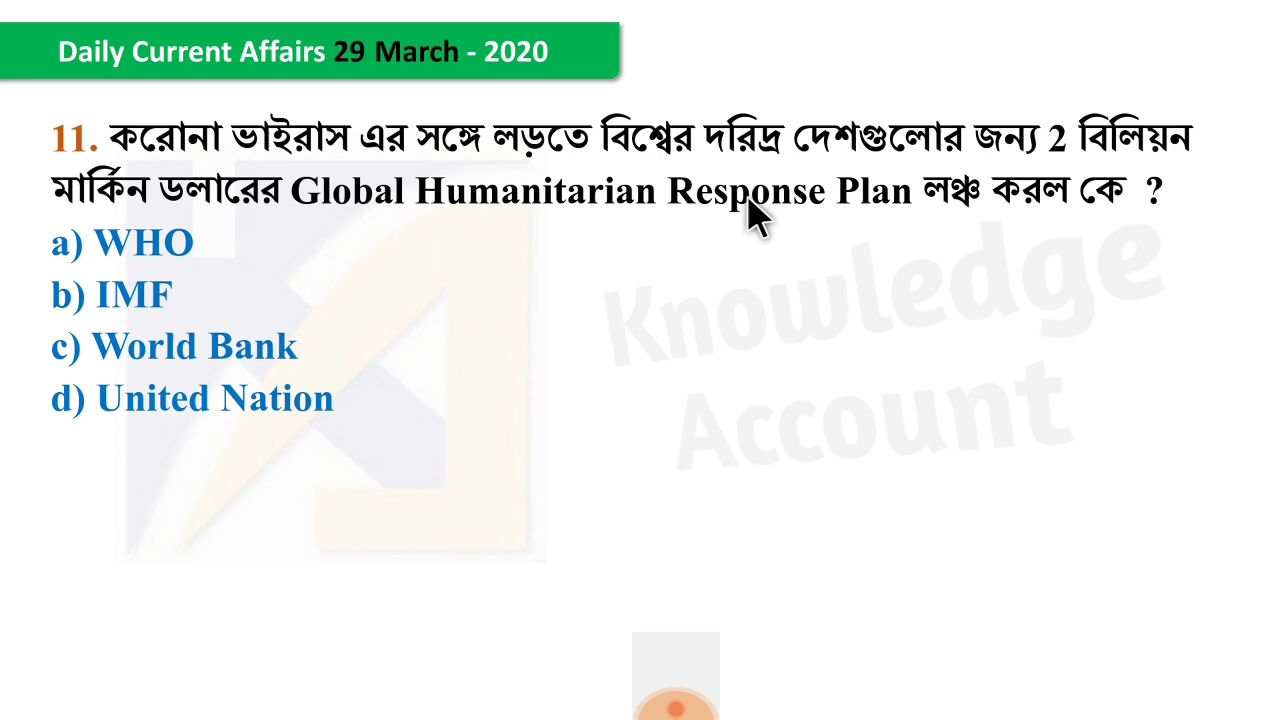 Daily Current Affairs 29 March - 2020
11. করোনা ভাইরাস এর সঙ্গে লড়তে বিশ্বের দরিদ্র দেশগুলোর জন্য 2 বিলিয়ন
মার্কিন ডলারের Global Humanitarian Response Plan লঞ্চ করল কে ?
a) WHO
b) IMF
c) World Bank
d) United Nation
Knowledge
Account